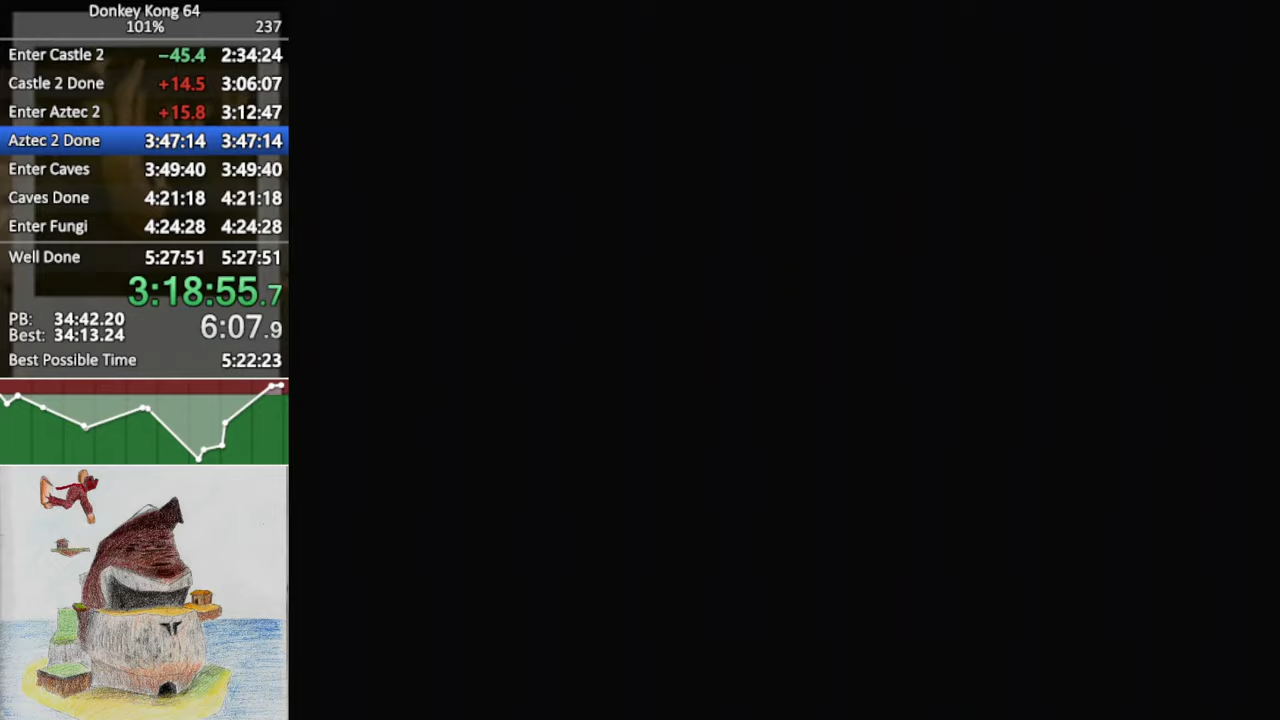 Donkey Kong 64
101% 237
Enter Castle 2 −45.4 2:34:24
Castle 2 Done +14.5 3:06:07
Enter Aztec 2 +15.8 3:12:47
Aztec 2 Done 3:47:14 3:47:14
Enter Caves 3:49:40 3:49:40
Caves Done 4:21:18 4:21:18
Enter Fungi 4:24:28 4:24:28
Well Done 5:27:51 5:27:51
3:18:55.7
PB: 34:42.20
Best: 34:13.24
6:07.9
Best Possible Time 5:22:23